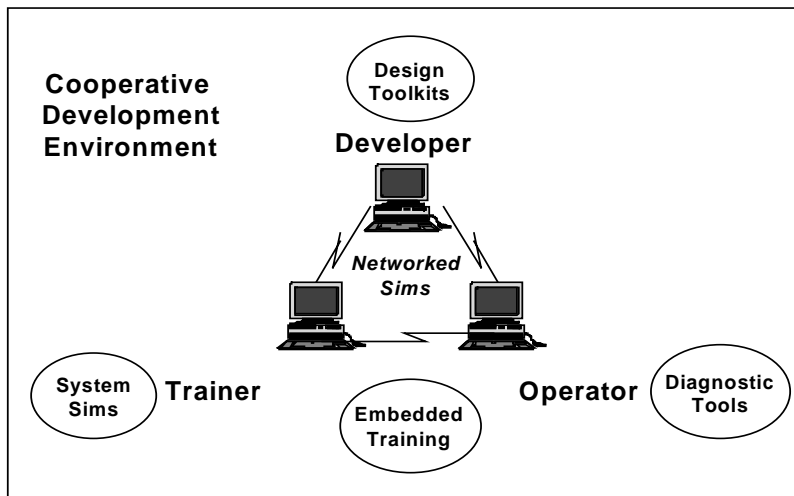 Cooperative
Development
Environment
Design
Toolkits
Developer
Networked
Sims
System
Sims
Trainer
Embedded
Training
Operator
Diagnostic
Tools